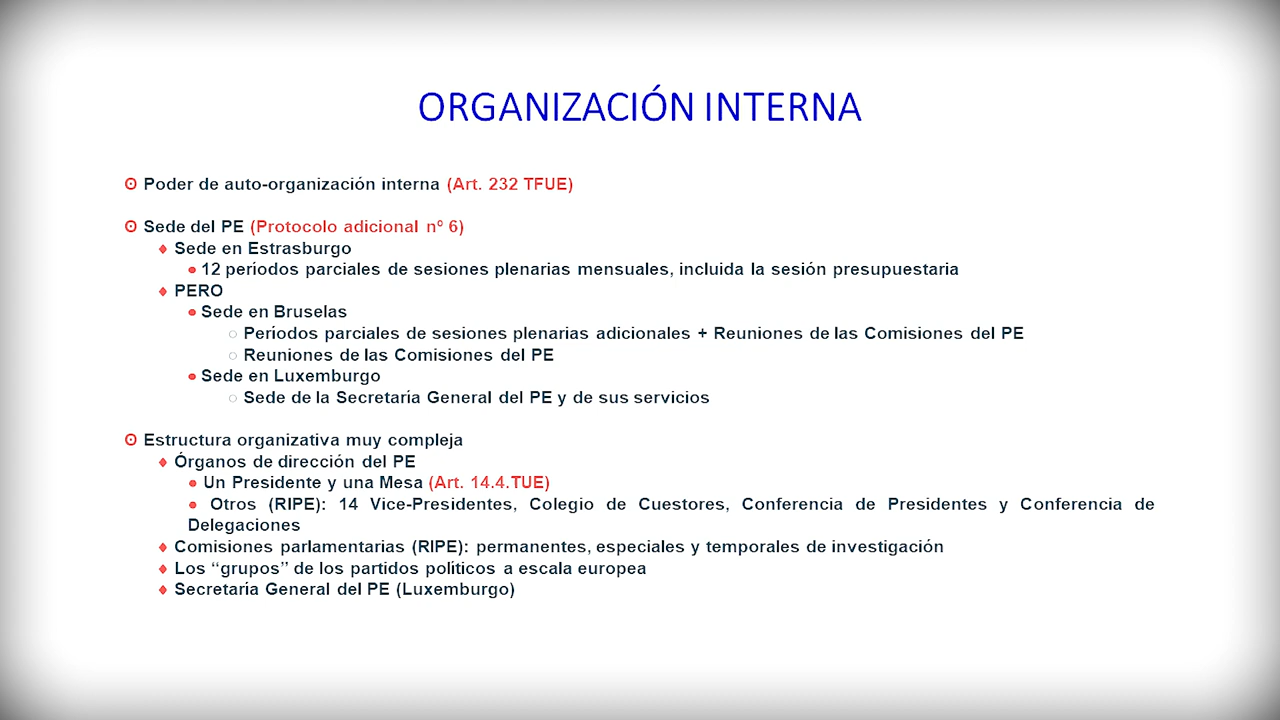 ORGANIZACIÓN INTERNA
Poder de auto-organización interna (Art. 232 TFUE)
Sede del PE (Protocolo adicional nº 6)
Sede en Estrasburgo
12 períodos parciales de sesiones plenarias mensuales, incluida la sesión presupuestaria
PERO
Sede en Bruselas
Períodos parciales de sesiones plenarias adicionales + Reuniones de las Comisiones del PE
Reuniones de las Comisiones del PE
Sede en Luxemburgo
Sede de la Secretaría General del PE y de sus servicios
Estructura organizativa muy compleja
Órganos de dirección del PE
Un Presidente y una Mesa (Art. 14.4.TUE)
Otros (RIPE): 14 Vice-Presidentes, Colegio de Cuestores, Conferencia de Presidentes y Conferencia de
Delegaciones
Comisiones parlamentarias (RIPE): permanentes, especiales y temporales de investigación
Los “grupos” de los partidos políticos a escala europea
Secretaría General del PE (Luxemburgo)